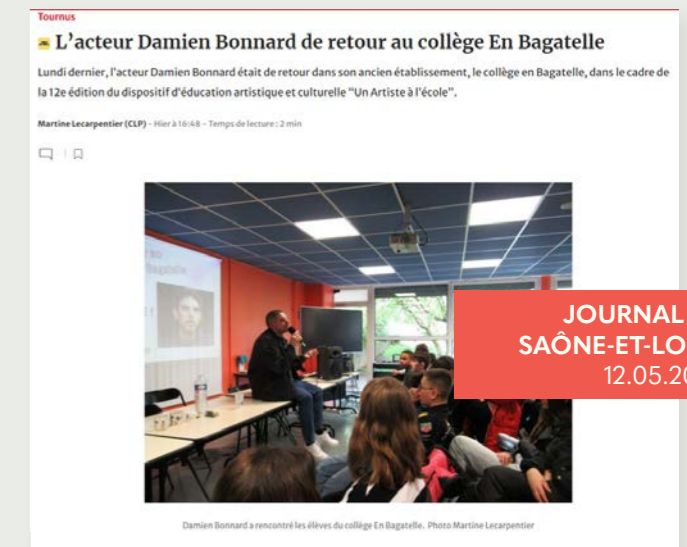 Tournus
L’acteur Damien Bonnard de retour au collège En Bagatelle
Lundi dernier, l’acteur Damien Bonnard était de retour dans son ancien établissement, le collège en Bagatelle, dans le cadre de
la 12e édition du dispositif d’éducation artistique et culturelle “Un Artiste à l’école”.
Martine Lecarpentier (CLP) – Hier à 16:48 – Temps de lecture : 2 min
JOURNAL
SAÔNE-ET-LO
12.05.20
Bagatelle
Damien Bonnard a rencontré les élèves du collège En Bagatelle. Photo Martine Lecarpentier